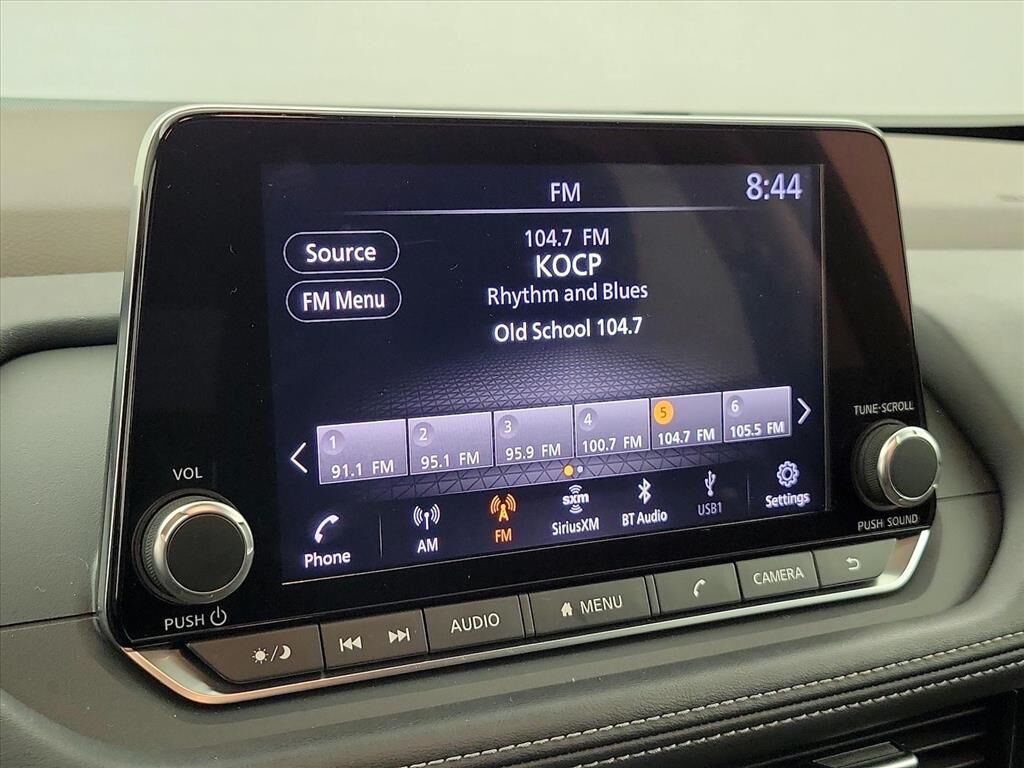 FM
8:44
Source
FM Menu
104.7 FM
KOCP
Rhythm and Blues
Old School 104.7
1
91.1 FM
2
95.1 FM
3
95.9 FM
4
100.7 FM
5
104.7 FM
6
105.5 FM
Phone
AM
FM
sxm
SiriusXM
BT Audio
USB1
Settings
VOL
PUSH
TUNE·SCROLL
PUSH SOUND
AUDIO
MENU
CAMERA